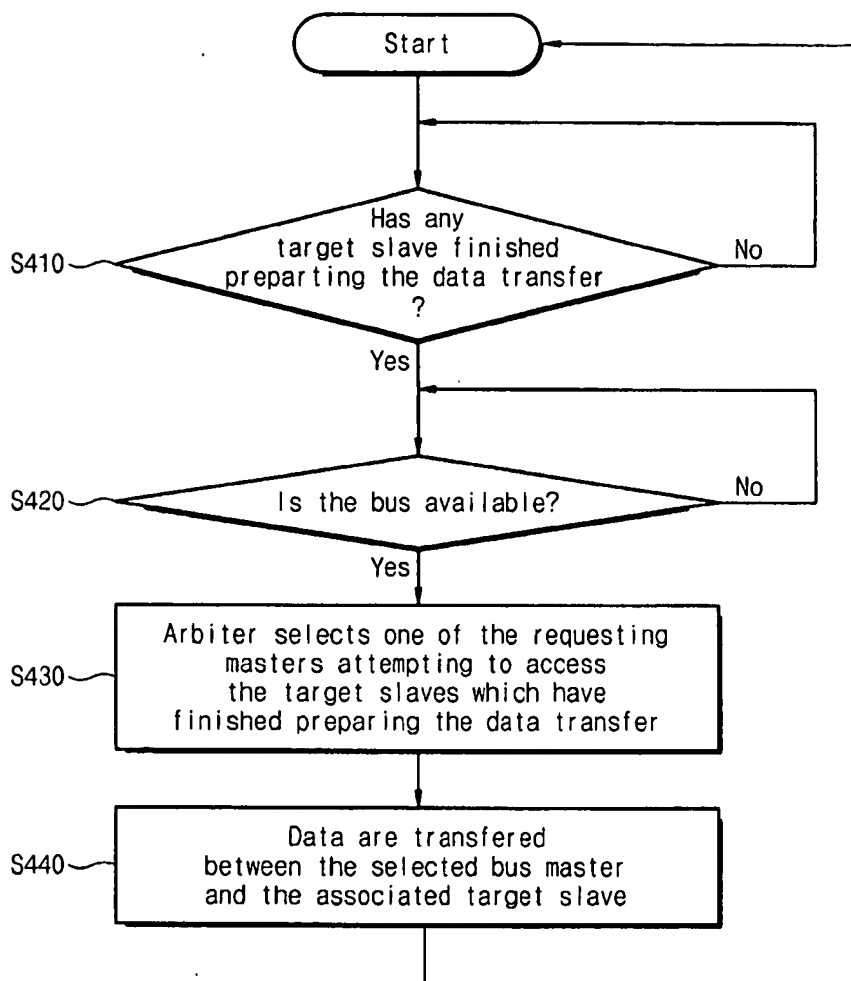 Start
Has any
target slave finished
preparting the data transfer
?
S410
No
Yes
Is the bus available?
S420
No
Yes
Arbiter selects one of the requesting
masters attempting to access
the target slaves which have
finished preparing the data transfer
S430
Data are transfered
between the selected bus master
and the associated target slave
S440